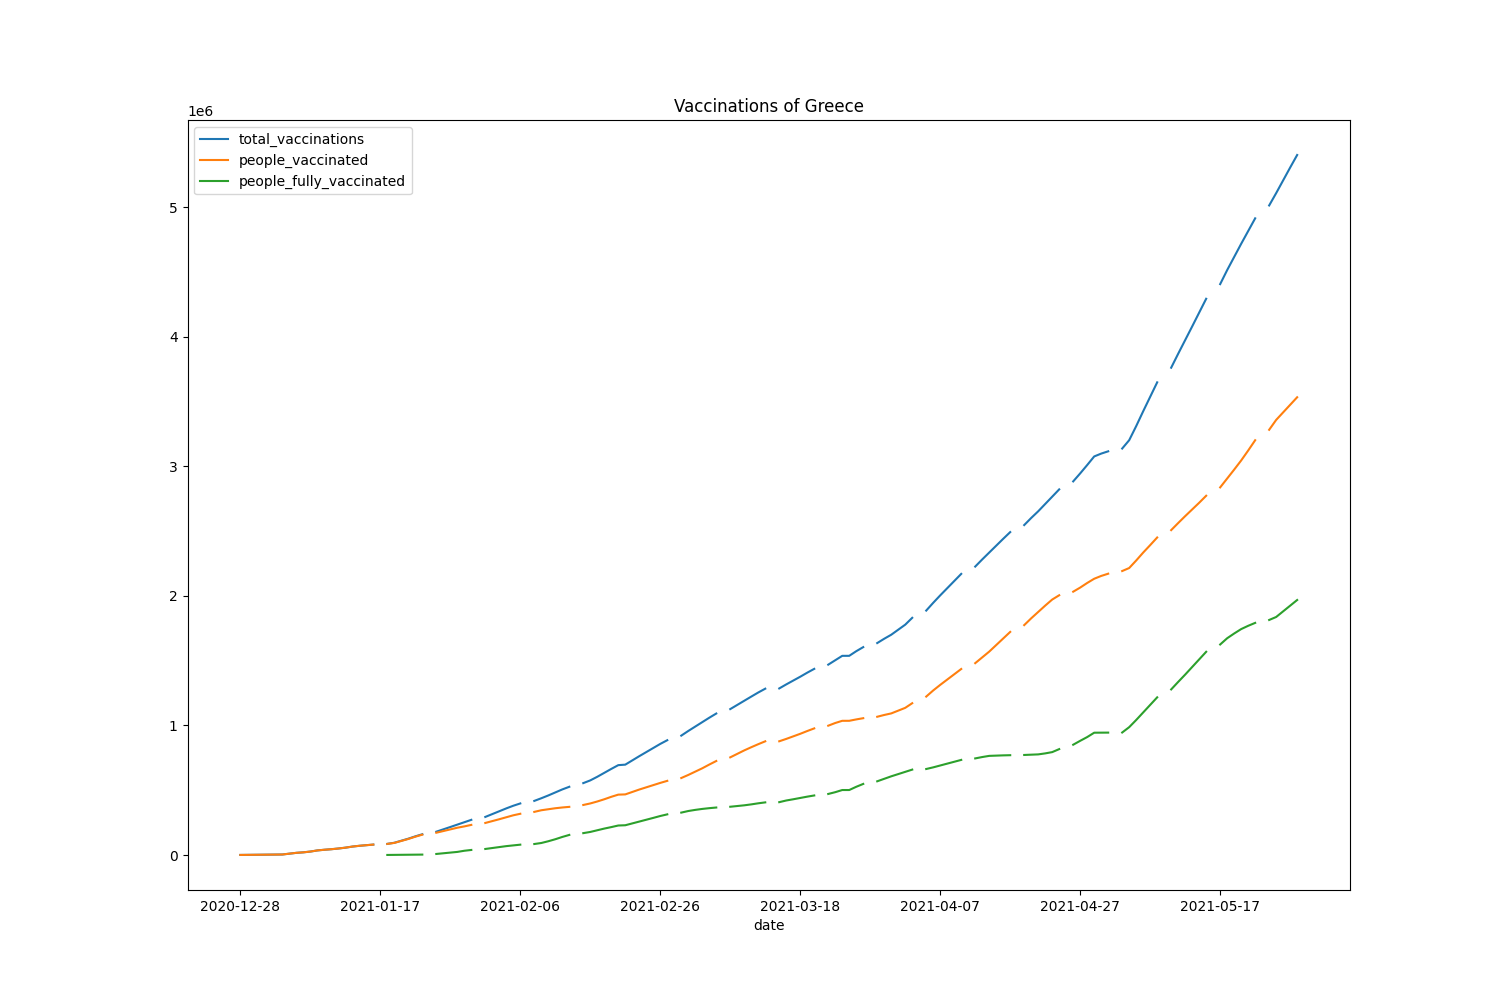 Vaccinations of Greece
1e6
total_vaccinations
people_vaccinated
people_fully_vaccinated
5
4
3
2
1
0
2020-12-28 2021-01-17 2021-02-06 2021-02-26 2021-03-18 2021-04-07 2021-04-27 2021-05-17
date